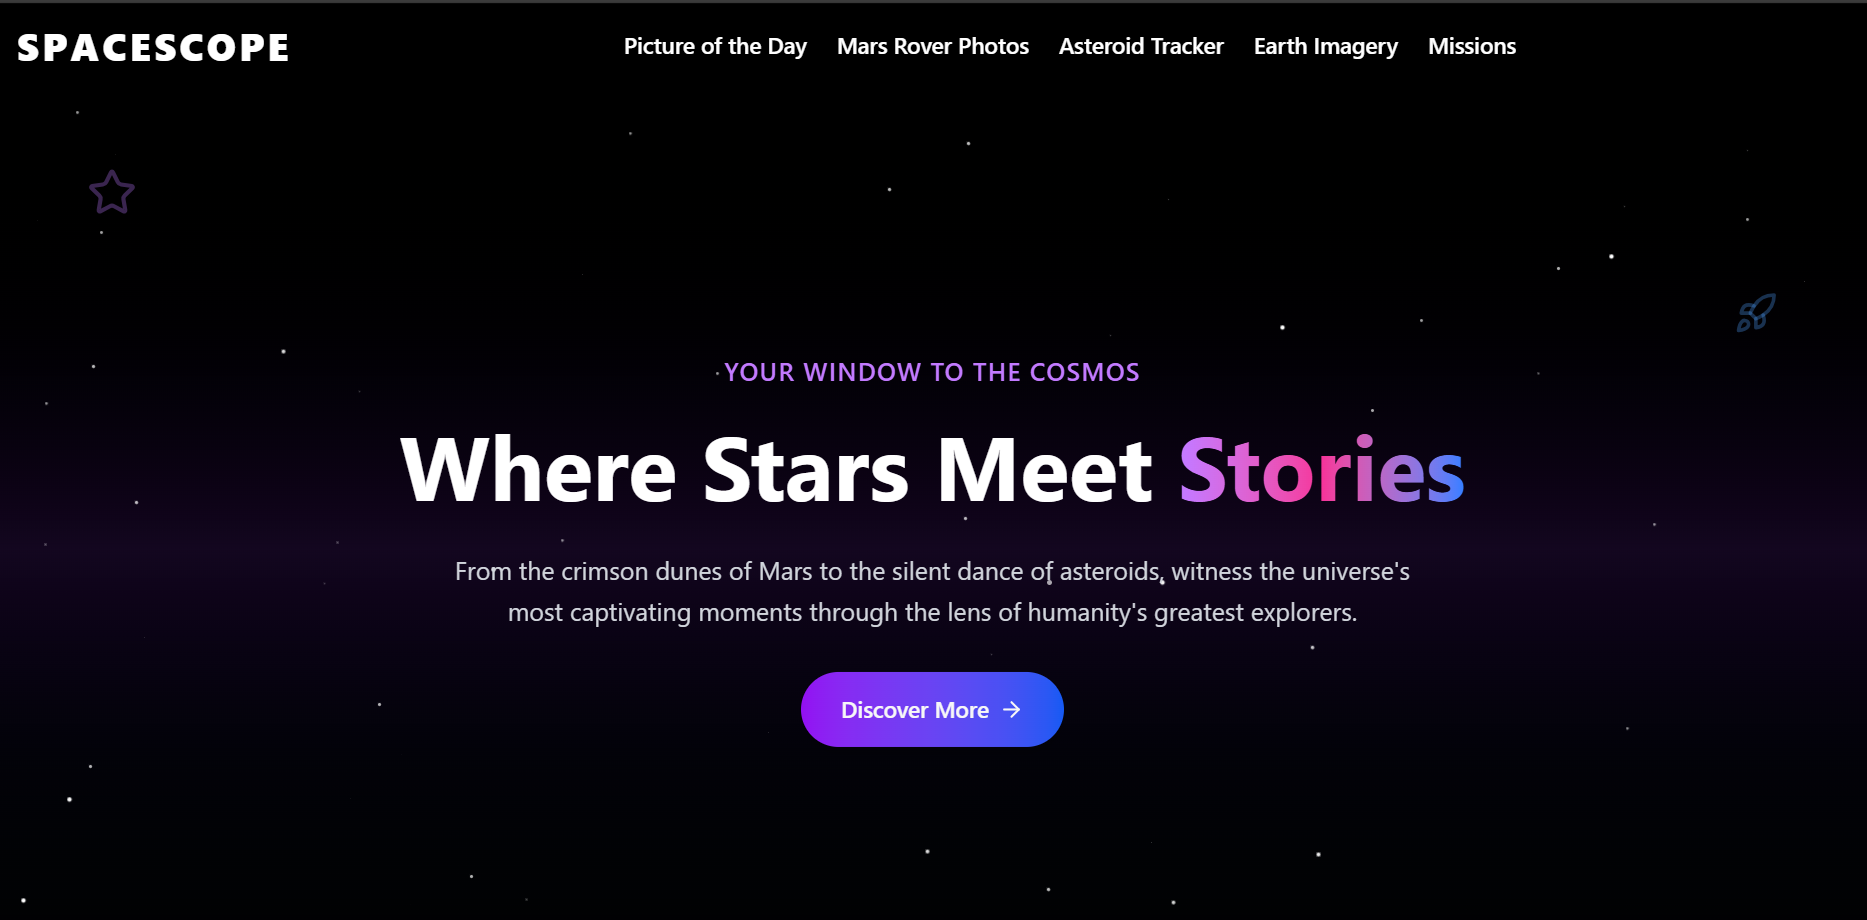 SPACESCOPE
Picture of the Day
Mars Rover Photos
Asteroid Tracker
Earth Imagery
Missions
YOUR WINDOW TO THE COSMOS
Where Stars Meet Stories
From the crimson dunes of Mars to the silent dance of asteroids, witness the universe's
most captivating moments through the lens of humanity's greatest explorers.
Discover More →